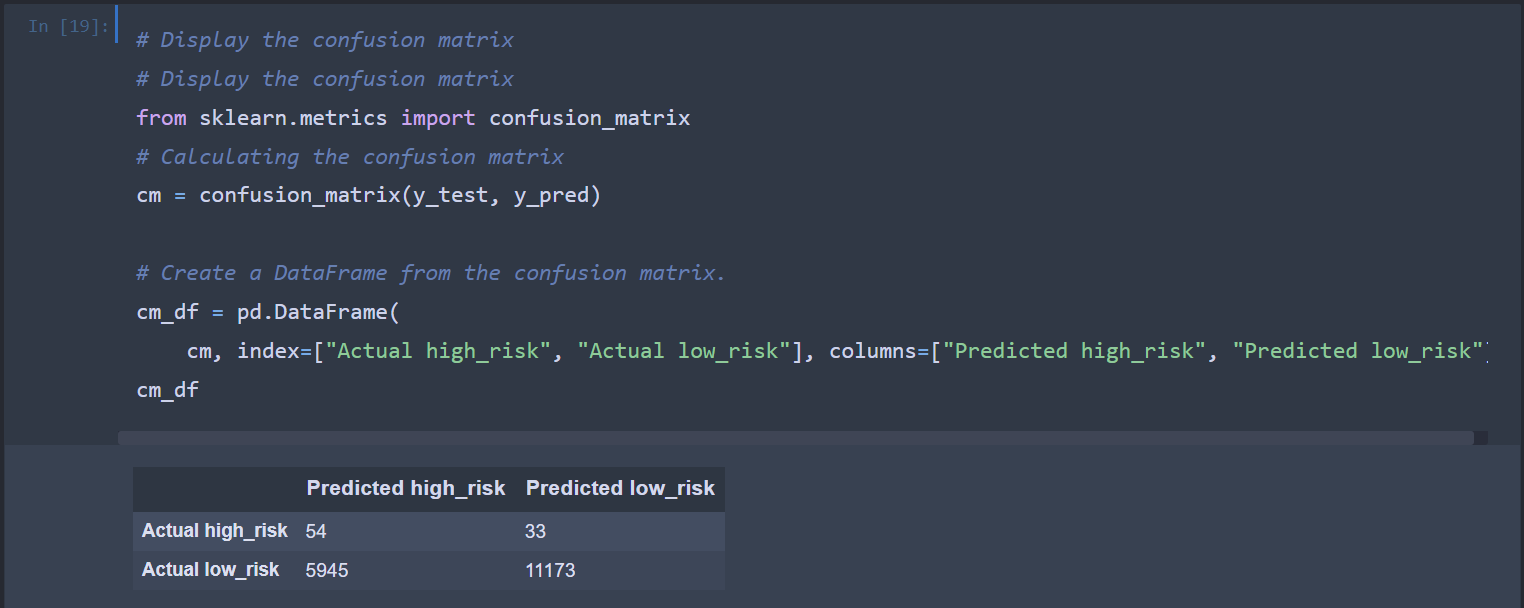 In [19]:
# Display the confusion matrix
# Display the confusion matrix
from sklearn.metrics import confusion_matrix
# Calculating the confusion matrix
cm = confusion_matrix(y_test, y_pred)
# Create a DataFrame from the confusion matrix.
cm_df = pd.DataFrame(
cm, index=["Actual high_risk", "Actual low_risk"], columns=["Predicted high_risk", "Predicted low_risk"]
cm_df
Predicted high_risk Predicted low_risk
Actual high_risk 54 33
Actual low_risk 5945 11173